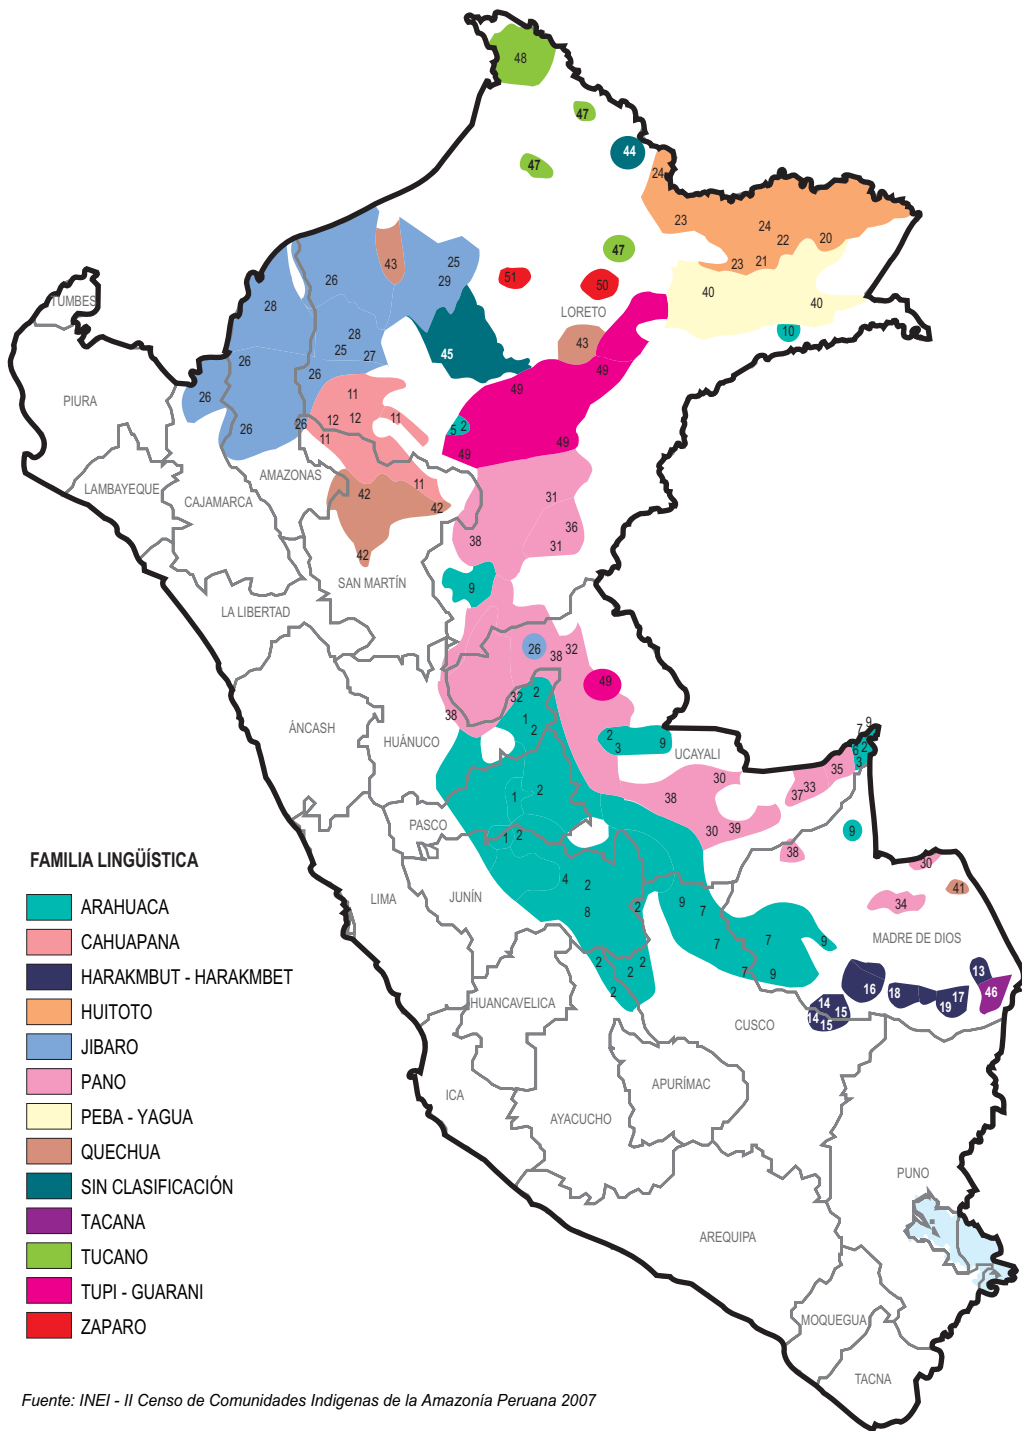 48
47
44
47
24
23
24
22
20
47
23
21
43
25
26
29
51
50
40
40
28
LORETO
10
TUMBES
28
43
25
27
45
26
26
49
49
PIURA
26
11
12
12
11
5
2
26
26
11
49
49
AMAZONAS
LAMBAYEQUE
CAJAMARCA
42
11
42
31
36
31
38
42
SAN MARTÍN
9
LA LIBERTAD
26
38
32
49
32
2
38
1
2
ÁNCASH
HUÁNUCO
2
3
9
UCAYALI
7
9
6
2
3
30
35
33
37
38
1
2
PASCO
1
2
30
39
9
38
30
41
34
FAMILIA LINGÜÍSTICA
4
2
8
2
LIMA
JUNÍN
9
7
7
7
9
MADRE DE DIOS
7
9
2
2
2
2
13
16
18
17
19
46
14
15
14
15
HUANCAVELICA
CUSCO
ICA
APURÍMAC
AYACUCHO
PUNO
AREQUIPA
MOQUEGUA
TACNA
ARAHUACA
CAHUAPANA
HARAKMBUT - HARAKMBET
HUITOTO
JIBARO
PANO
PEBA - YAGUA
QUECHUA
SIN CLASIFICACIÓN
TACANA
TUCANO
TUPI - GUARANI
ZAPARO
Fuente: INEI - II Censo de Comunidades Indigenas de la Amazonía Peruana 2007